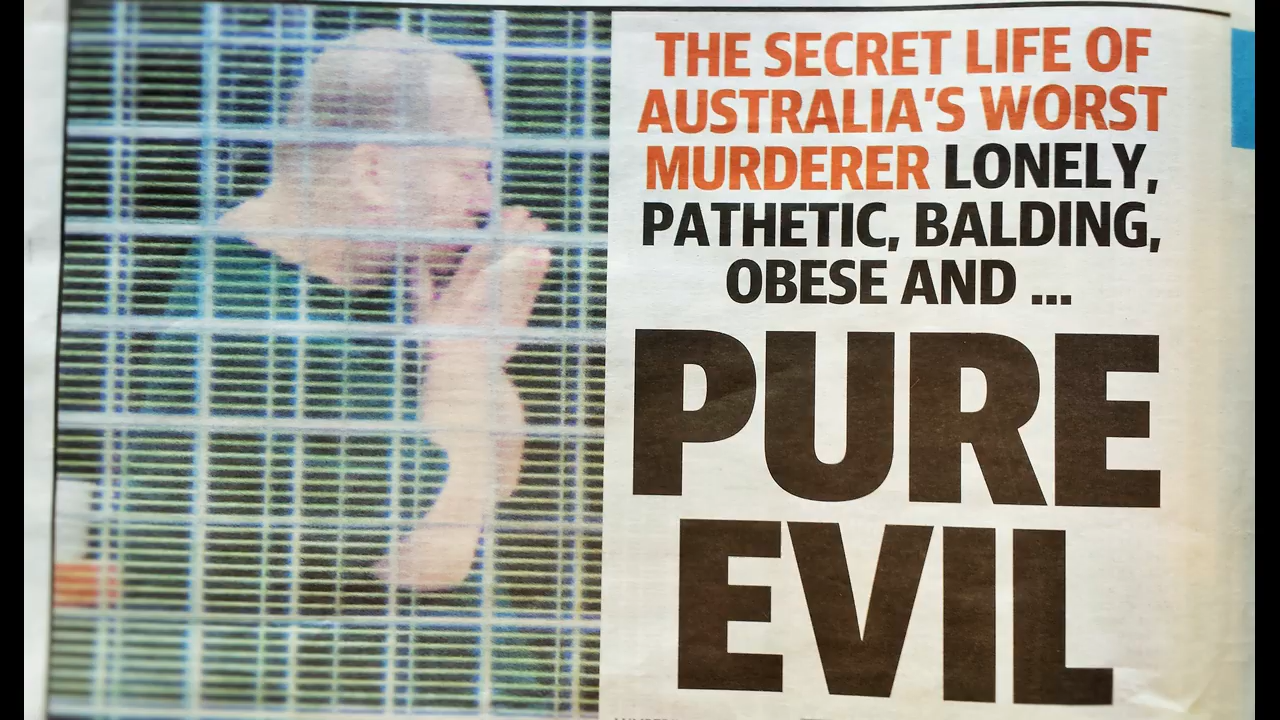 THE SECRET LIFE OF
AUSTRALIA'S WORST
MURDERER LONELY,
PATHETIC, BALDING,
OBESE AND ...
PURE
EVIL